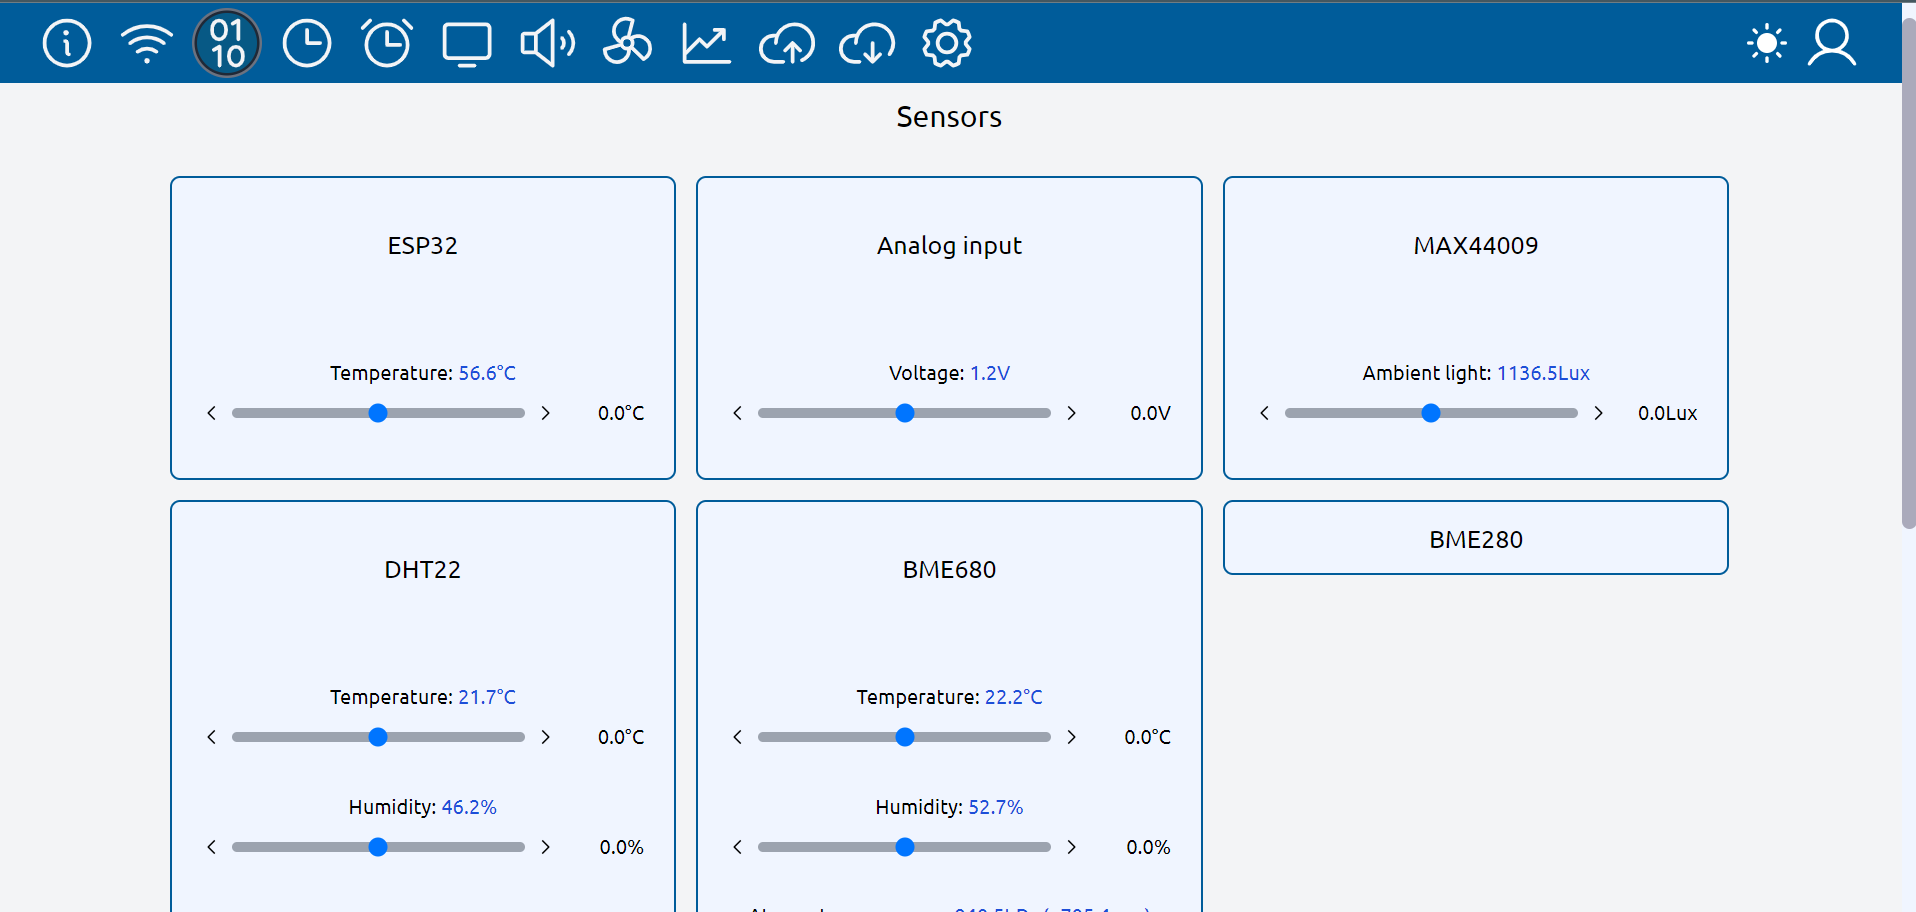 01
10
Sensors
ESP32
Temperature: 56.6°C
0.0°C
Analog input
Voltage: 1.2V
0.0V
MAX44009
Ambient light: 1136.5Lux
0.0Lux
DHT22
Temperature: 21.7°C
0.0°C
Humidity: 46.2%
0.0%
BME680
Temperature: 22.2°C
0.0°C
Humidity: 52.7%
0.0%
BME280